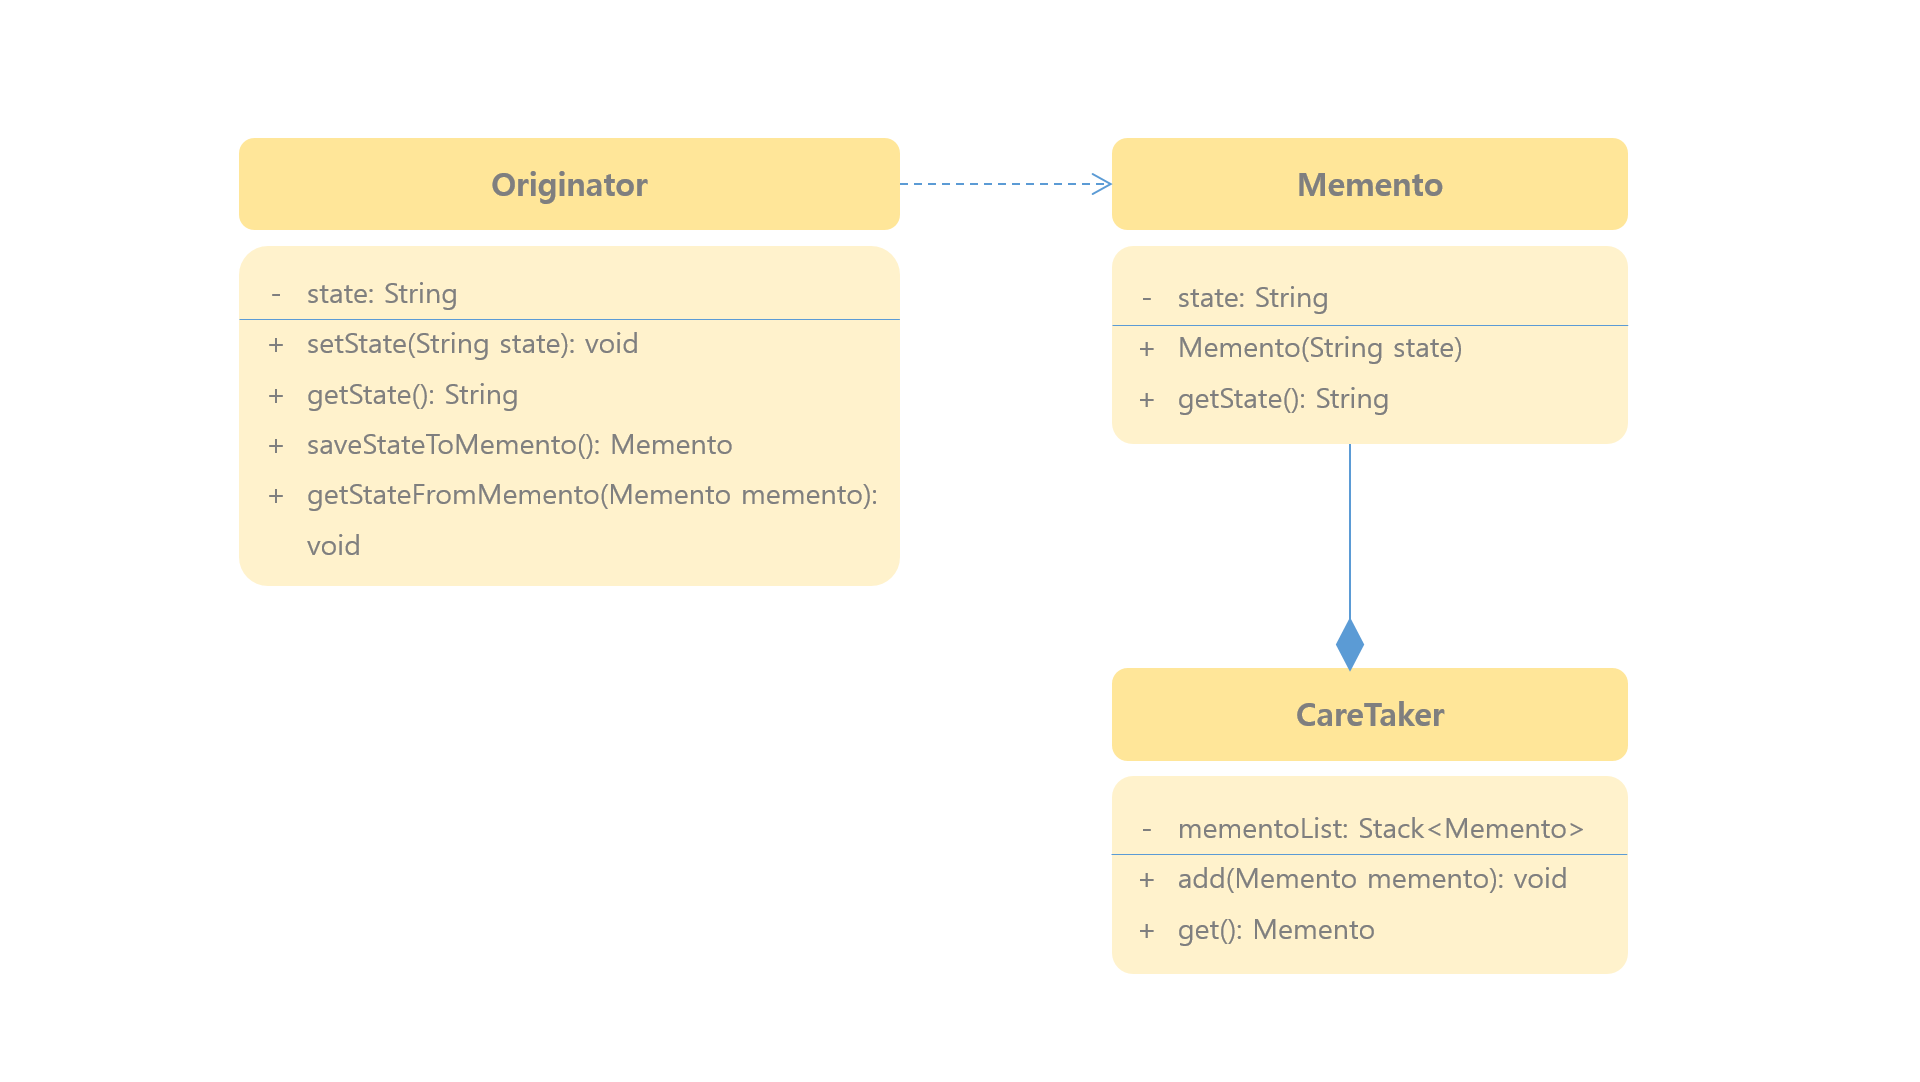 Originator
- state: String
+ setState(String state): void
+ getState(): String
+ saveStateToMemento(): Memento
+ getStateFromMemento(Memento memento):
void
Memento
- state: String
+ Memento(String state)
+ getState(): String
CareTaker
- mementoList: Stack<Memento>
+ add(Memento memento): void
+ get(): Memento